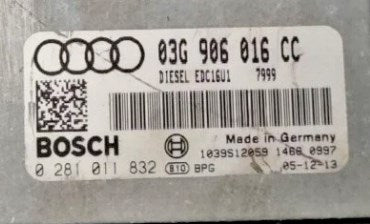 03G 906 016 CC
DIESEL EDC16U1 7999
BOSCH
Made in Germany
1039S12059 1466 0997
0 281 011 832 B10 BPG 05-12-13